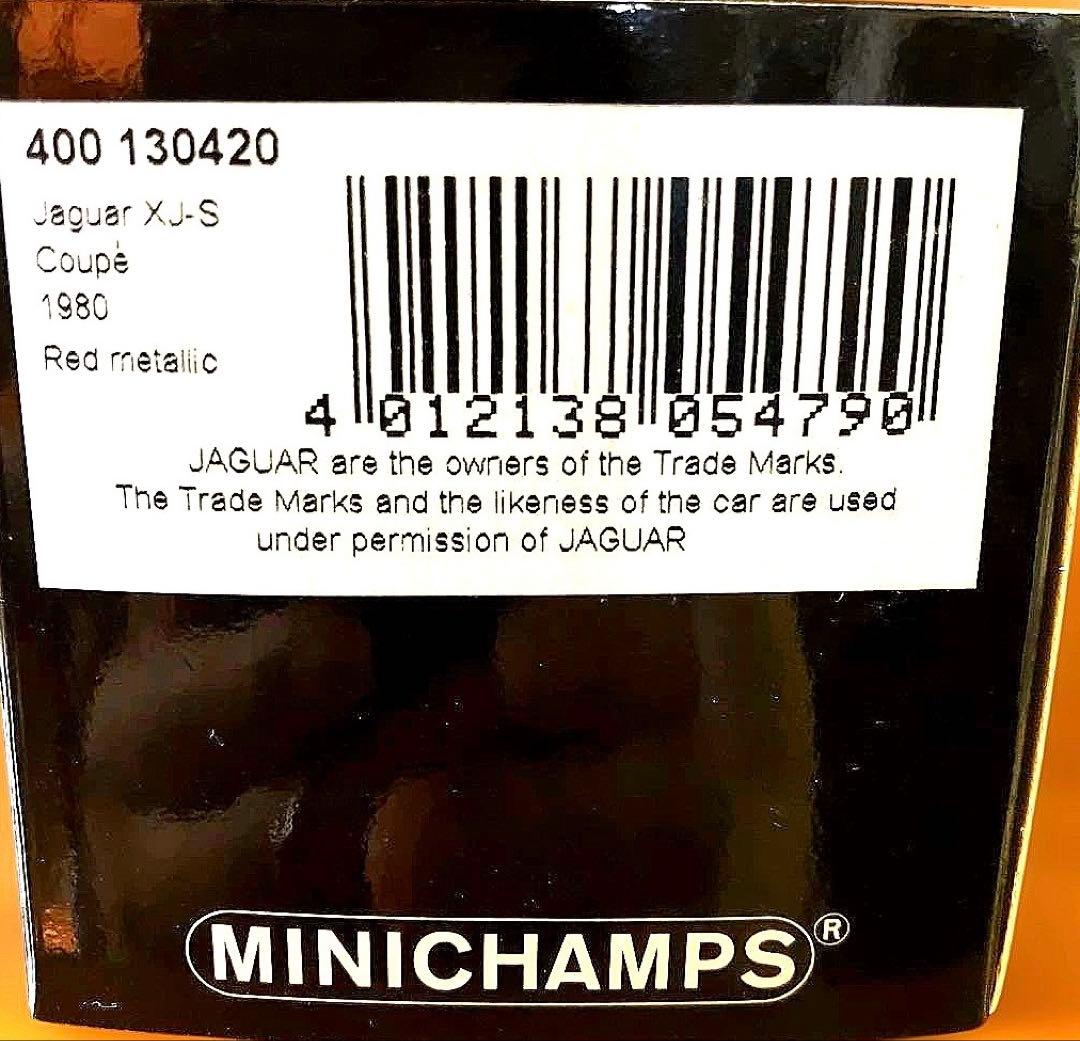 400 130420
Jaguar XJ-S
Coupé
1980
Red metallic
4 012138 054790
JAGUAR are the owners of the Trade Marks.
The Trade Marks and the likeness of the car are used
under permission of JAGUAR
MINICHAMPS®